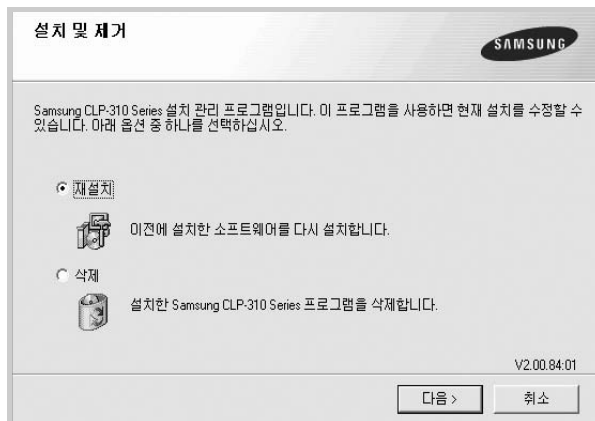 설치 및 제거
SAMSUNG
Samsung CLP-310 Series 설치 관리 프로그램입니다. 이 프로그램을 사용하면 현재 설치를 수정할 수
있습니다. 아래 옵션 중 하나를 선택하십시오.
재설치
이전에 설치한 소프트웨어를 다시 설치합니다.
삭제
설치한 Samsung CLP-310 Series 프로그램을 삭제합니다.
V2.00.84:01
다음 >
취소